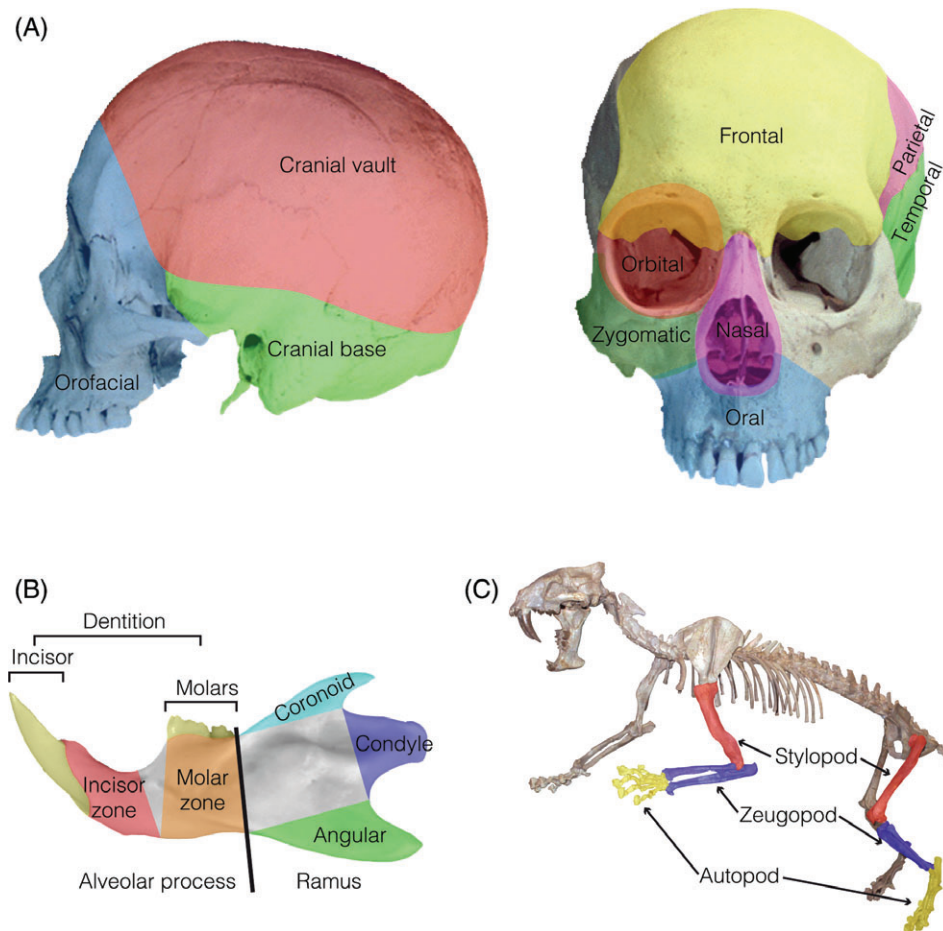 (A)
Cranial vault
Cranial base
Orofacial
Frontal
Parietal
Temporal
Orbital
Zygomatic
Nasal
Oral
(B)
Dentition
Incisor
Molars
Coronoid
Condyle
Incisor
zone
Molar
zone
Angular
Alveolar process
Ramus
(C)
Stylopod
Zeugopod
Autopod